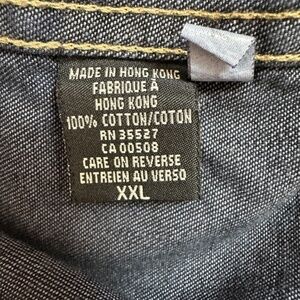 MADE IN HONG KONG
FABRIQUE À
HONG KONG
100% COTTON/COTON
RN 35527
CA 00508
CARE ON REVERSE
ENTREIEN AU VERSO
XXL